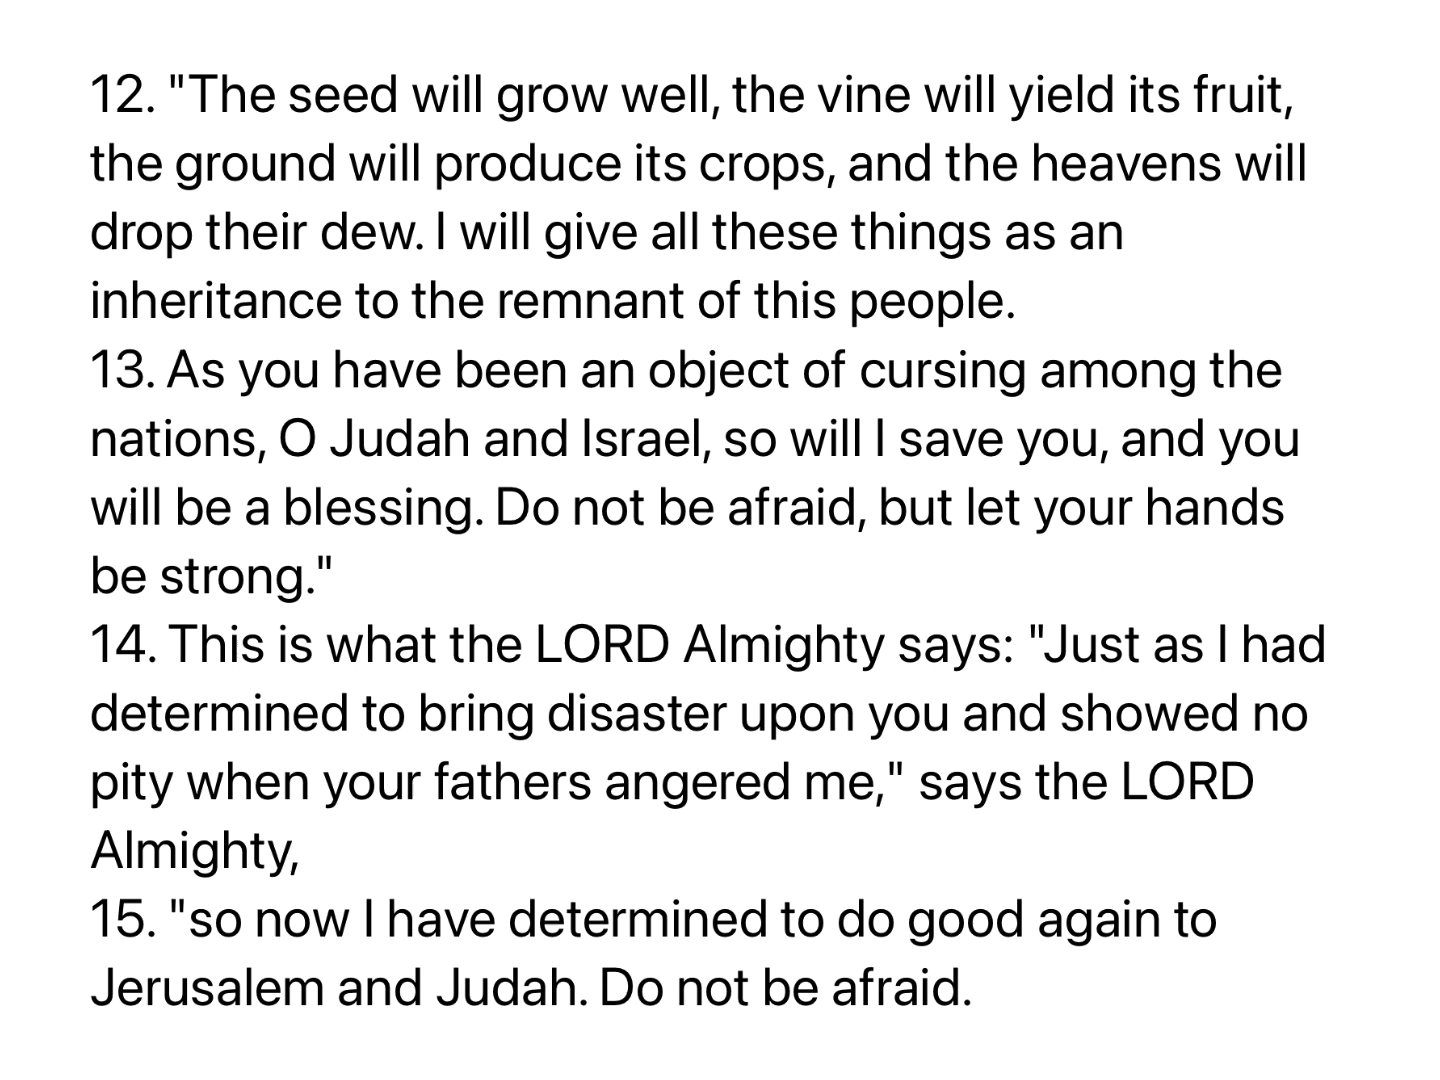 12. "The seed will grow well, the vine will yield its fruit,
the ground will produce its crops, and the heavens will
drop their dew. I will give all these things as an
inheritance to the remnant of this people.
13. As you have been an object of cursing among the
nations, O Judah and Israel, so will I save you, and you
will be a blessing. Do not be afraid, but let your hands
be strong."
14. This is what the LORD Almighty says: "Just as I had
determined to bring disaster upon you and showed no
pity when your fathers angered me," says the LORD
Almighty,
15. "so now I have determined to do good again to
Jerusalem and Judah. Do not be afraid.